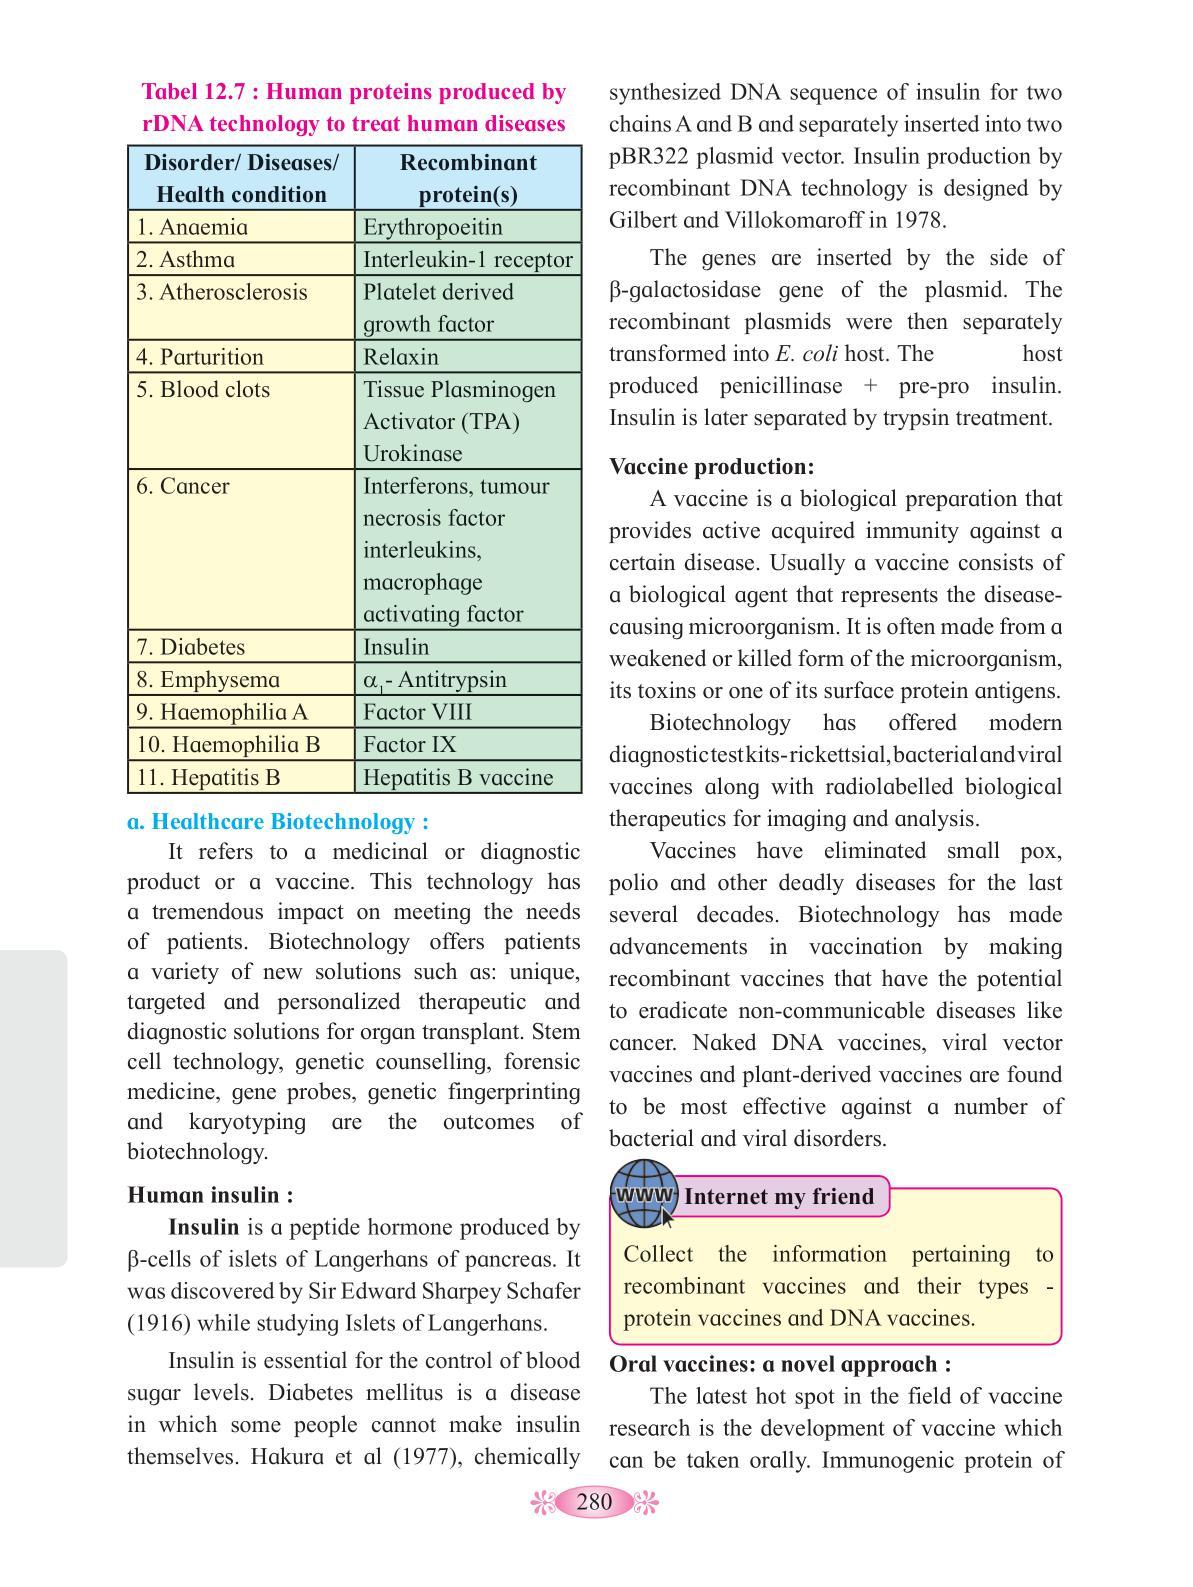 Tabel 12.7 : Human proteins produced by
rDNA technology to treat human diseases
Disorder/ Diseases/
Health condition
Recombinant
protein(s)
1. Anaemia
Erythropoeitin
2. Asthma
Interleukin-1 receptor
3. Atherosclerosis
Platelet derived
growth factor
4. Parturition
Relaxin
5. Blood clots
Tissue Plasminogen
Activator (TPA)
Urokinase
6. Cancer
Interferons, tumour
necrosis factor
interleukins,
macrophage
activating factor
7. Diabetes
Insulin
8. Emphysema
α₁- Antitrypsin
9. Haemophilia A
Factor VIII
10. Haemophilia B
Factor IX
11. Hepatitis B
Hepatitis B vaccine
a. Healthcare Biotechnology :
It refers to a medicinal or diagnostic
product or a vaccine. This technology has
a tremendous impact on meeting the needs
of patients. Biotechnology offers patients
a variety of new solutions such as: unique,
targeted and personalized therapeutic and
diagnostic solutions for organ transplant. Stem
cell technology, genetic counselling, forensic
medicine, gene probes, genetic fingerprinting
and karyotyping are the outcomes of
biotechnology.
Human insulin :
Insulin is a peptide hormone produced by
β-cells of islets of Langerhans of pancreas. It
was discovered by Sir Edward Sharpey Schafer
(1916) while studying Islets of Langerhans.
Insulin is essential for the control of blood
sugar levels. Diabetes mellitus is a disease
in which some people cannot make insulin
themselves. Hakura et al (1977), chemically
synthesized DNA sequence of insulin for two
chains A and B and separately inserted into two
pBR322 plasmid vector. Insulin production by
recombinant DNA technology is designed by
Gilbert and Villokomaroff in 1978.
The genes are inserted by the side of
β-galactosidase gene of the plasmid. The
recombinant plasmids were then separately
transformed into E. coli host. The host
produced penicillinase + pre-pro insulin.
Insulin is later separated by trypsin treatment.
Vaccine production:
A vaccine is a biological preparation that
provides active acquired immunity against a
certain disease. Usually a vaccine consists of
a biological agent that represents the disease-
causing microorganism. It is often made from a
weakened or killed form of the microorganism,
its toxins or one of its surface protein antigens.
Biotechnology has offered modern
diagnostic test kits- rickettsial, bacterial and viral
vaccines along with radiolabelled biological
therapeutics for imaging and analysis.
Vaccines have eliminated small pox,
polio and other deadly diseases for the last
several decades. Biotechnology has made
advancements in vaccination by making
recombinant vaccines that have the potential
to eradicate non-communicable diseases like
cancer. Naked DNA vaccines, viral vector
vaccines and plant-derived vaccines are found
to be most effective against a number of
bacterial and viral disorders.
WWW Internet my friend
Collect the information pertaining to
recombinant vaccines and their types -
protein vaccines and DNA vaccines.
Oral vaccines: a novel approach :
The latest hot spot in the field of vaccine
research is the development of vaccine which
can be taken orally. Immunogenic protein of
280